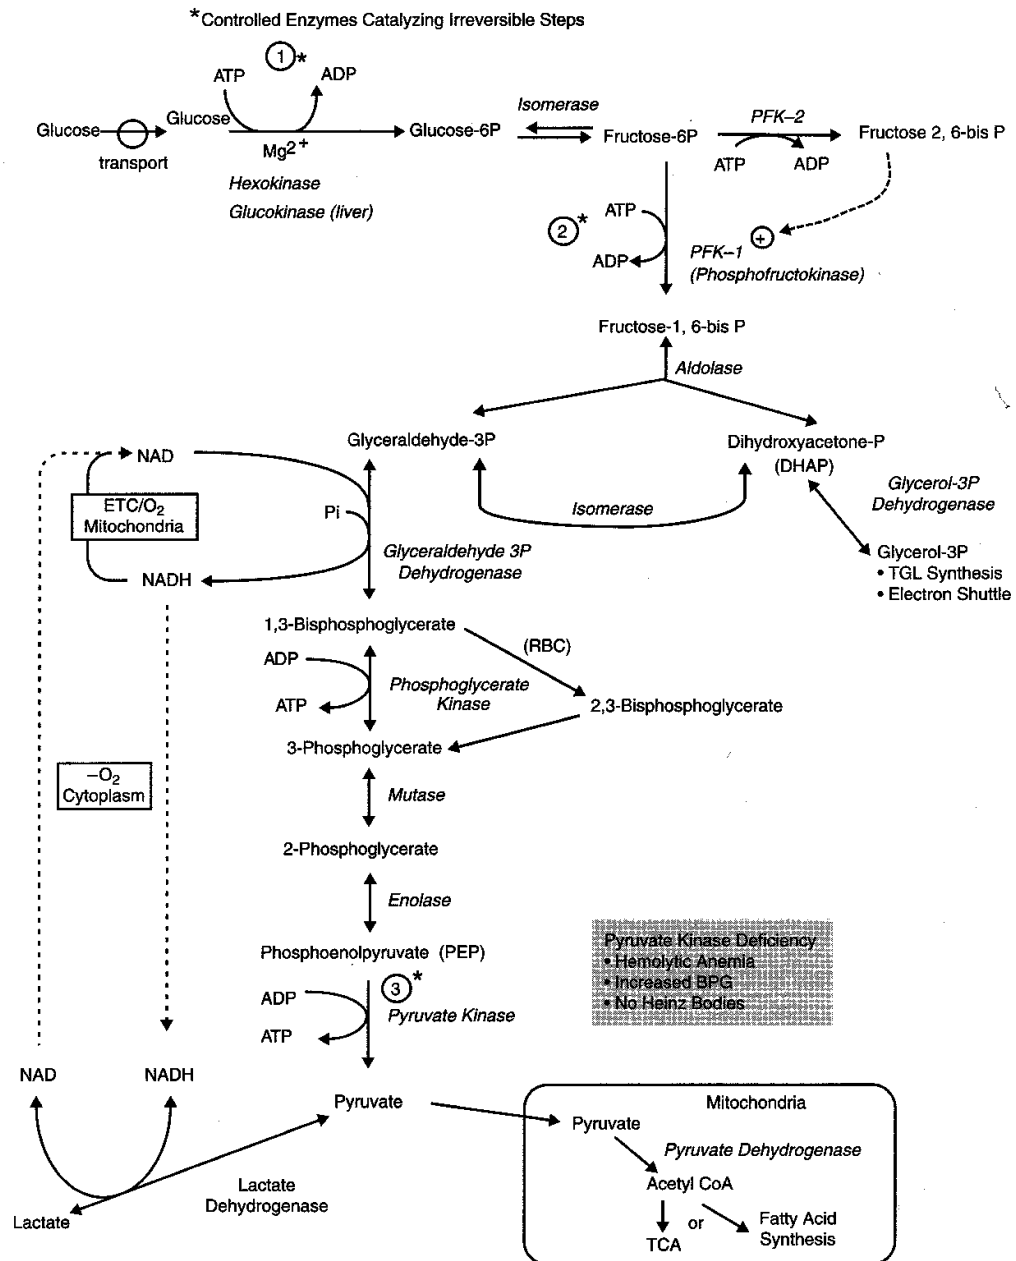 *Controlled Enzymes Catalyzing Irreversible Steps
1*
ATP
ADP
Glucose
transport
Glucose
Mg2+
Hexokinase
Glucokinase (liver)
Glucose-6P
Isomerase
Fructose-6P
PFK–2
ATP
ADP
Fructose 2, 6-bis P
2*
ATP
ADP
+
PFK–1
(Phosphofructokinase)
Fructose-1, 6-bis P
Aldolase
Glyceraldehyde-3P
Dihydroxyacetone-P
(DHAP)
Isomerase
Glycerol-3P
Dehydrogenase
Glycerol-3P
• TGL Synthesis
• Electron Shuttle
NAD
ETC/O2
Mitochondria
NADH
Pi
Glyceraldehyde 3P
Dehydrogenase
1,3-Bisphosphoglycerate
(RBC)
ADP
ATP
Phosphoglycerate
Kinase
2,3-Bisphosphoglycerate
3-Phosphoglycerate
–O2
Cytoplasm
Mutase
2-Phosphoglycerate
Enolase
Phosphoenolpyruvate (PEP)
3*
ADP
ATP
Pyruvate Kinase
Pyruvate Kinase Deficiency
• Hemolytic Anemia
• Increased BPG
• No Heinz Bodies
NAD
NADH
Pyruvate
Lactate
Lactate
Dehydrogenase
Mitochondria
Pyruvate
Pyruvate Dehydrogenase
Acetyl CoA
or
TCA
Fatty Acid
Synthesis